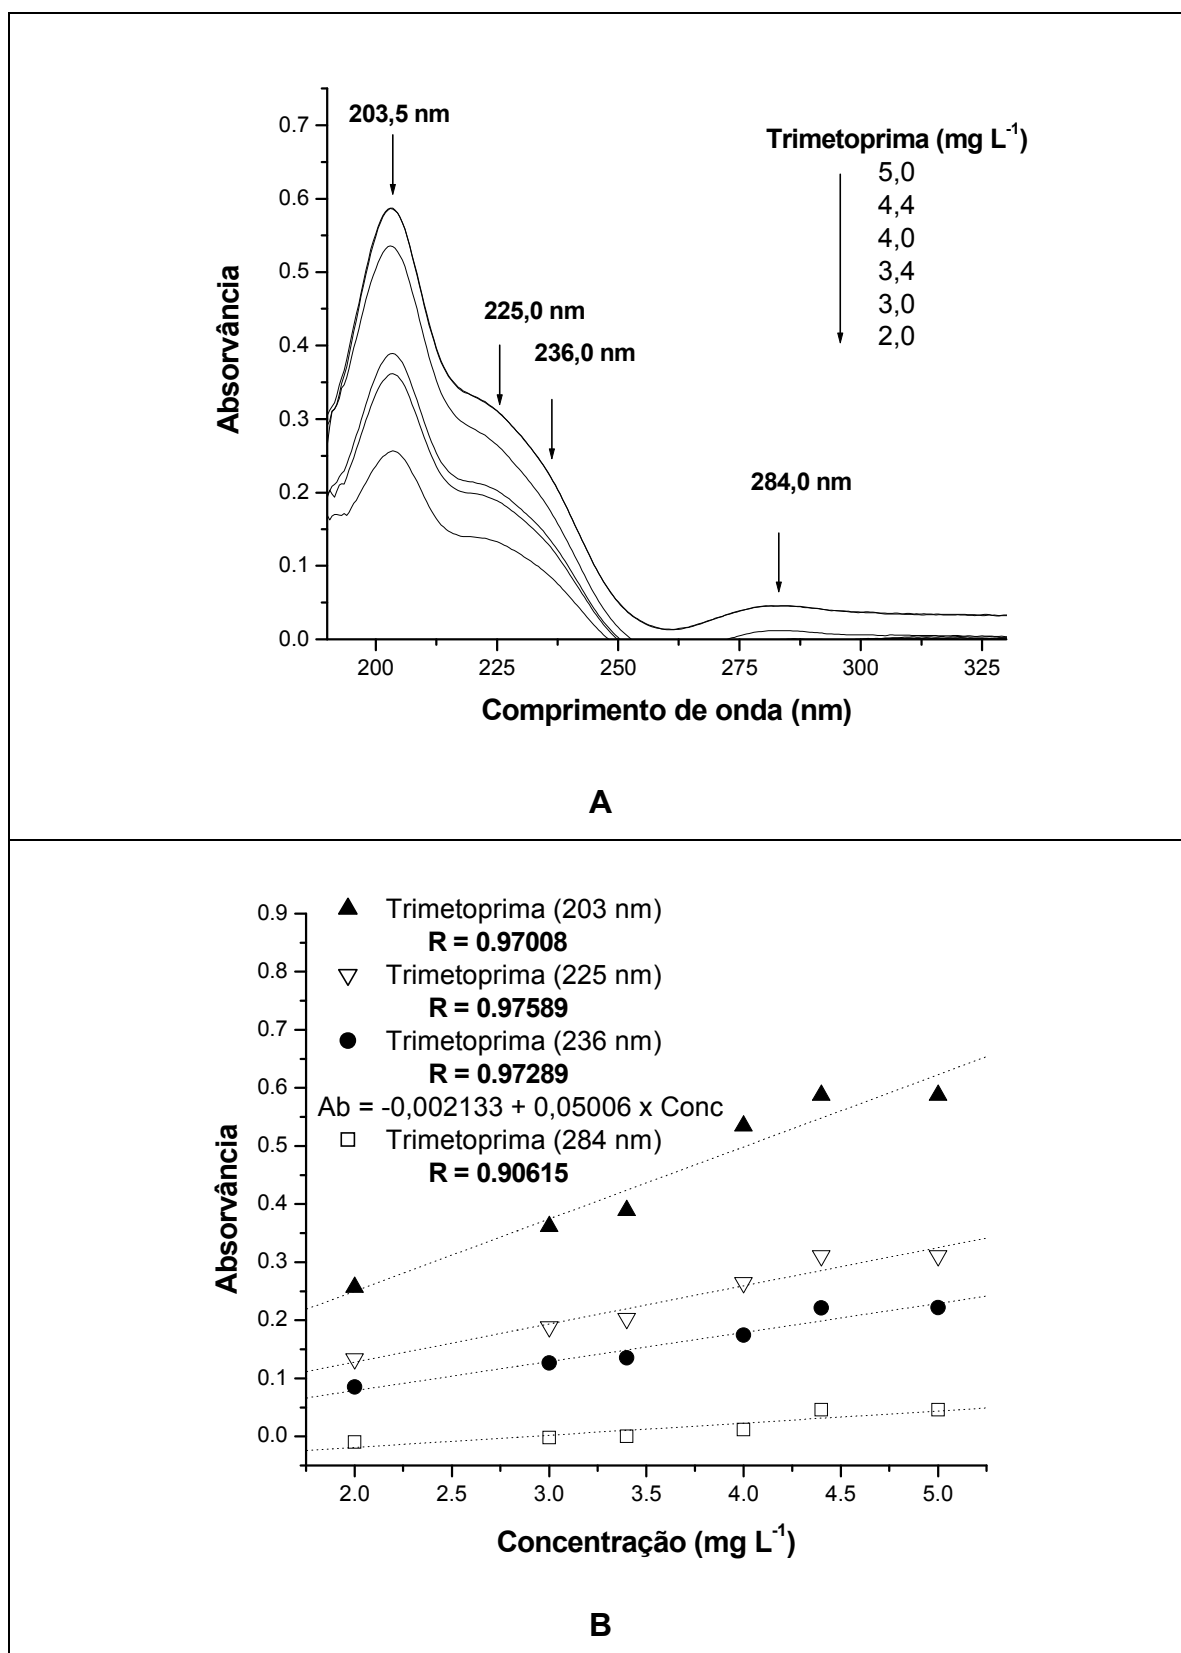 203,5 nm
225,0 nm
236,0 nm
284,0 nm
Trimetoprima (mg L⁻¹)
5,0
4,4
4,0
3,4
3,0
2,0
Absorvância
0.7
0.6
0.5
0.4
0.3
0.2
0.1
0.0
200 225 250 275 300 325
Comprimento de onda (nm)
A
Trimetoprima (203 nm)
R = 0.97008
Trimetoprima (225 nm)
R = 0.97589
Trimetoprima (236 nm)
R = 0.97289
Ab = -0,002133 + 0,05006 x Conc
Trimetoprima (284 nm)
R = 0.90615
Absorvância
0.9
0.8
0.7
0.6
0.5
0.4
0.3
0.2
0.1
0.0
2.0 2.5 3.0 3.5 4.0 4.5 5.0
Concentração (mg L⁻¹)
B